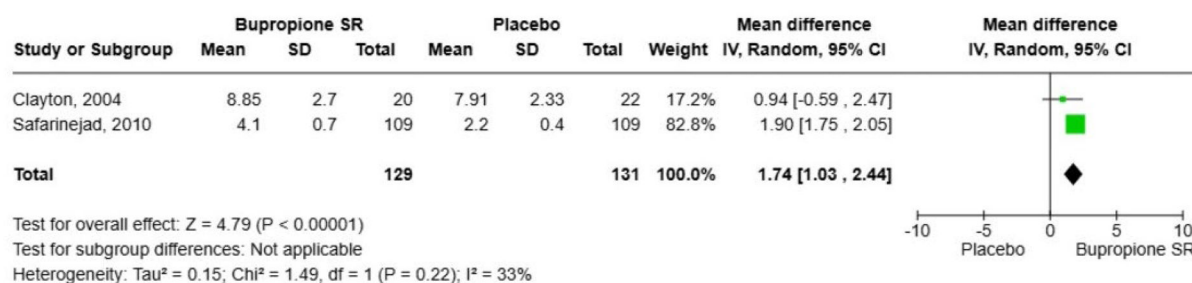 Bupropione SR Placebo Mean difference Mean difference
Study or Subgroup Mean SD Total Mean SD Total Weight IV, Random, 95% CI IV, Random, 95% CI
Clayton, 2004 8.85 2.7 20 7.91 2.33 22 17.2% 0.94 [-0.59 , 2.47]
Safarinejad, 2010 4.1 0.7 109 2.2 0.4 109 82.8% 1.90 [1.75 , 2.05]
Total 129 131 100.0% 1.74 [1.03 , 2.44]
Test for overall effect: Z = 4.79 (P < 0.00001)
Test for subgroup differences: Not applicable
Heterogeneity: Tau² = 0.15; Chi² = 1.49, df = 1 (P = 0.22); I² = 33%
-10 -5 0 5 10
Placebo Bupropione SR